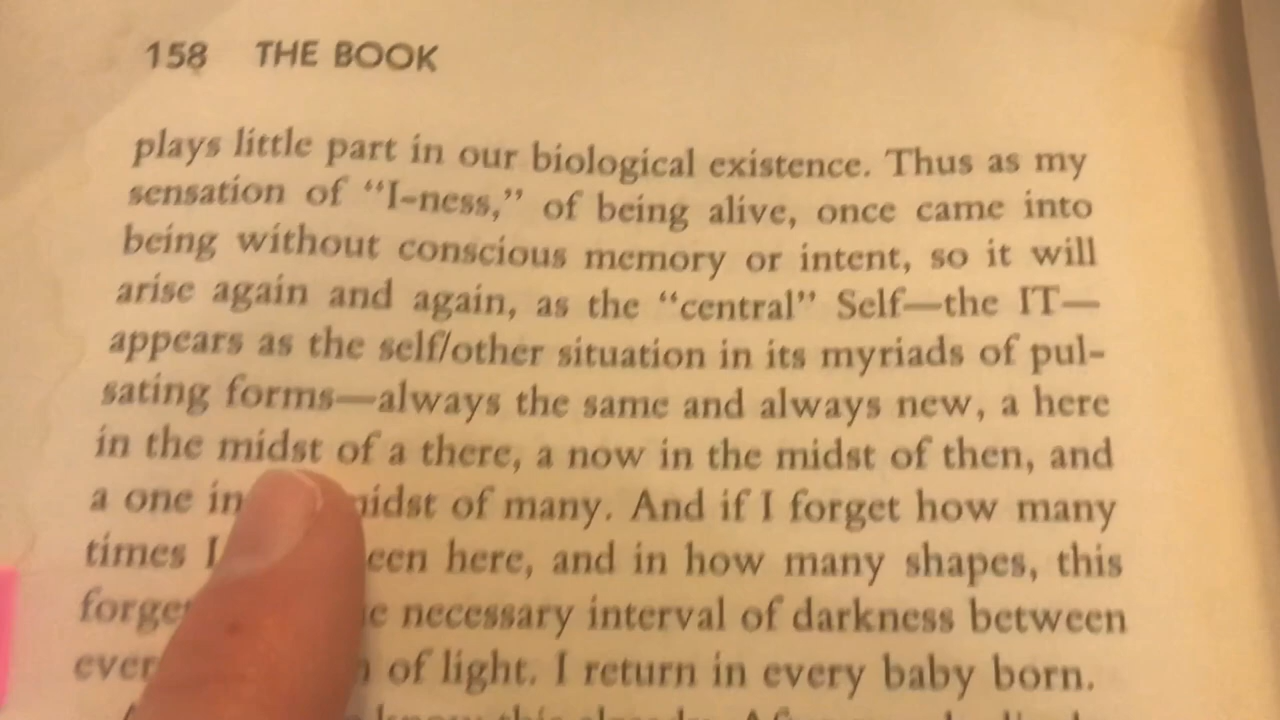 158 THE BOOK
plays little part in our biological existence. Thus as my
sensation of “I-ness,” of being alive, once came into
being without conscious memory or intent, so it will
arise again and again, as the “central” Self—the IT—
appears as the self/other situation in its myriads of pul-
sating forms—always the same and always new, a here
in the midst of a there, a now in the midst of then, and
a one in midst of many. And if I forget how many
times I here, and in how many shapes, this
necessary interval of darkness between
of light. I return in every baby born.
know this already.